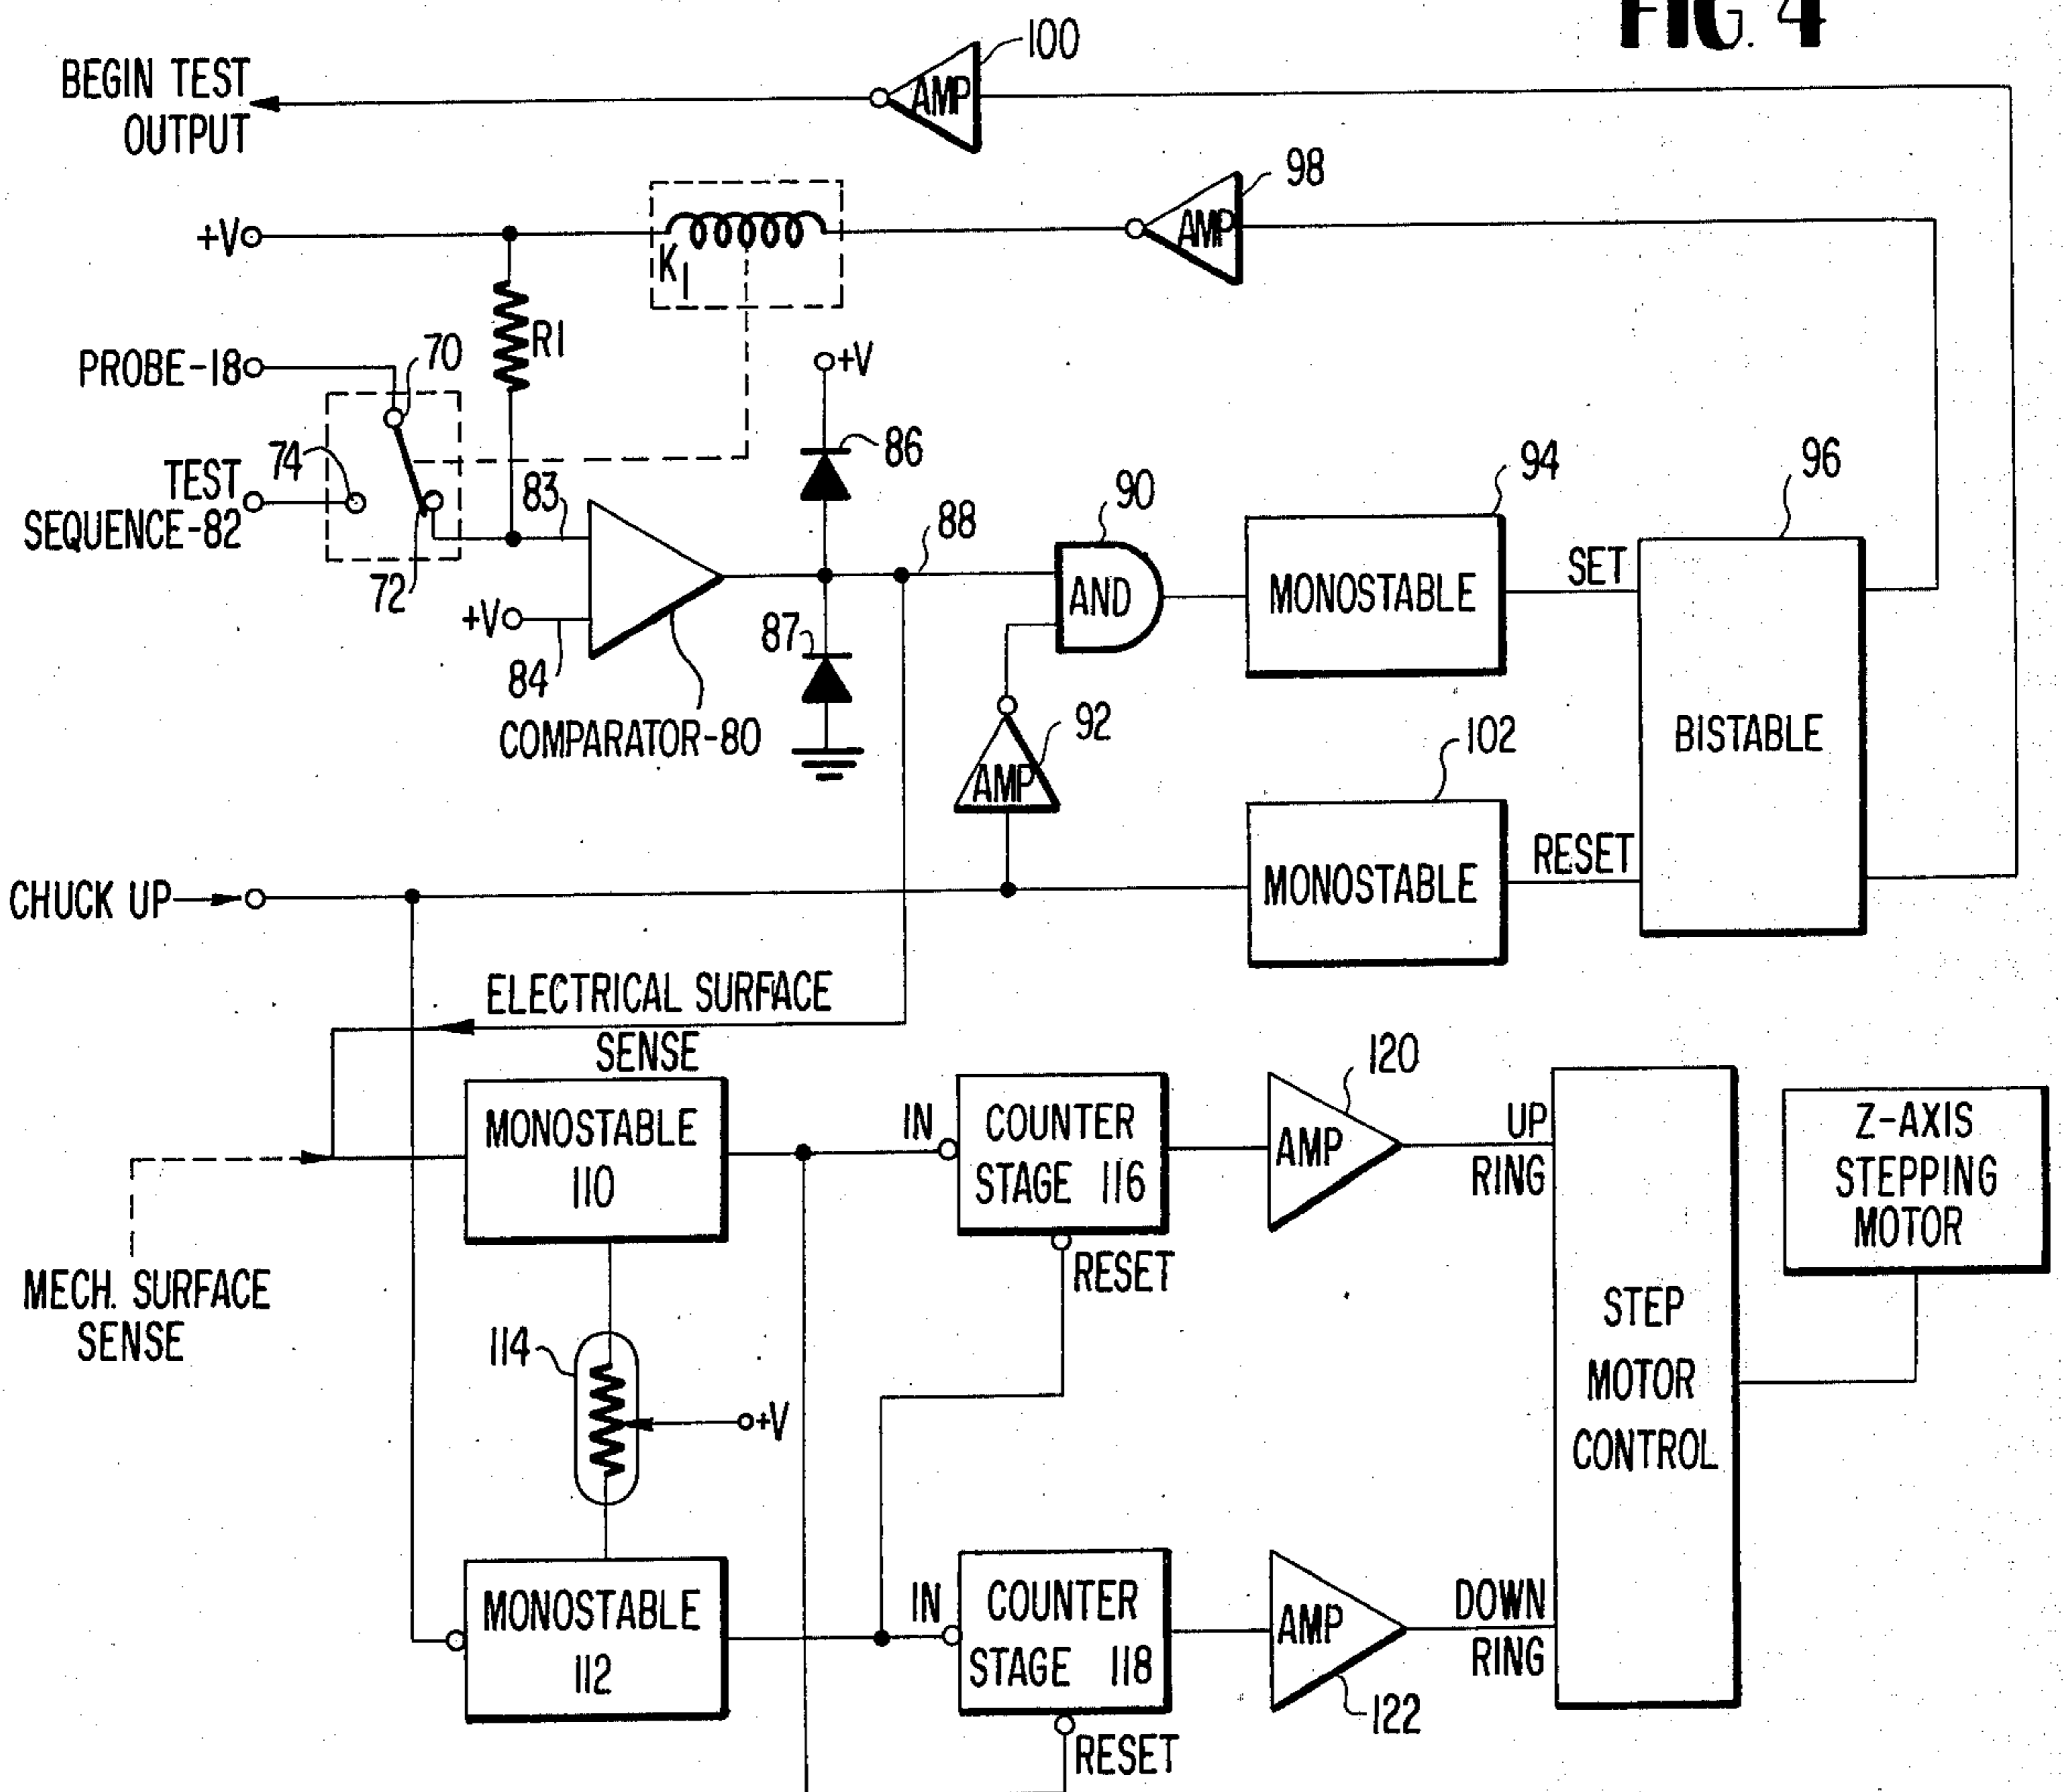 FIG. 4
100
BEGIN TEST
OUTPUT
AMP
98
+V
AMP
K1
R1
PROBE-18
70
+V
86
74
TEST
SEQUENCE-82
83
72
88
90
94
96
AND
MONOSTABLE
SET
BISTABLE
+V
84
87
COMPARATOR-80
92
AMP
102
MONOSTABLE
RESET
CHUCK UP
ELECTRICAL SURFACE
SENSE
120
MONOSTABLE
110
IN
COUNTER
STAGE 116
AMP
UP
RING
Z-AXIS
STEPPING
MOTOR
RESET
MECH. SURFACE
SENSE
114
+V
STEP
MOTOR
CONTROL
MONOSTABLE
112
IN
COUNTER
STAGE 118
AMP
DOWN
RING
122
RESET